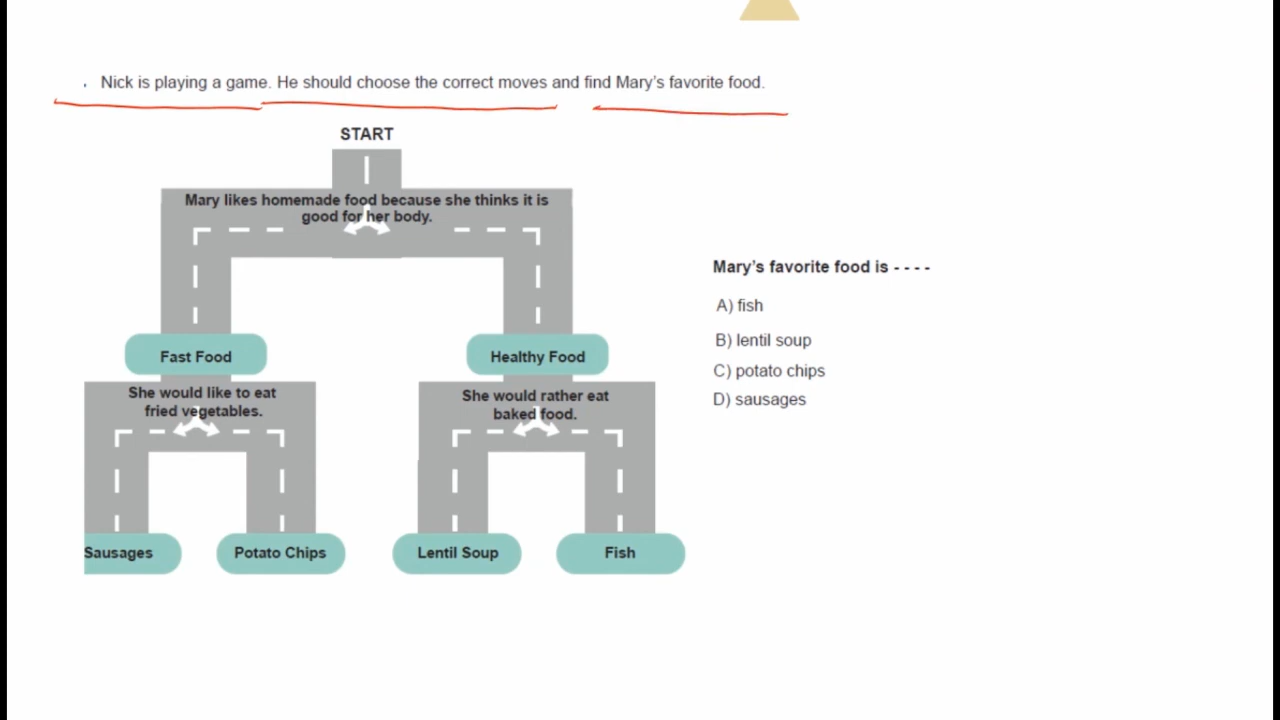 . Nick is playing a game. He should choose the correct moves and find Mary's favorite food.
START
Mary likes homemade food because she thinks it is
good for her body.
Fast Food
Healthy Food
She would like to eat
fried vegetables.
She would rather eat
baked food.
Sausages
Potato Chips
Lentil Soup
Fish
Mary's favorite food is - - - -
A) fish
B) lentil soup
C) potato chips
D) sausages